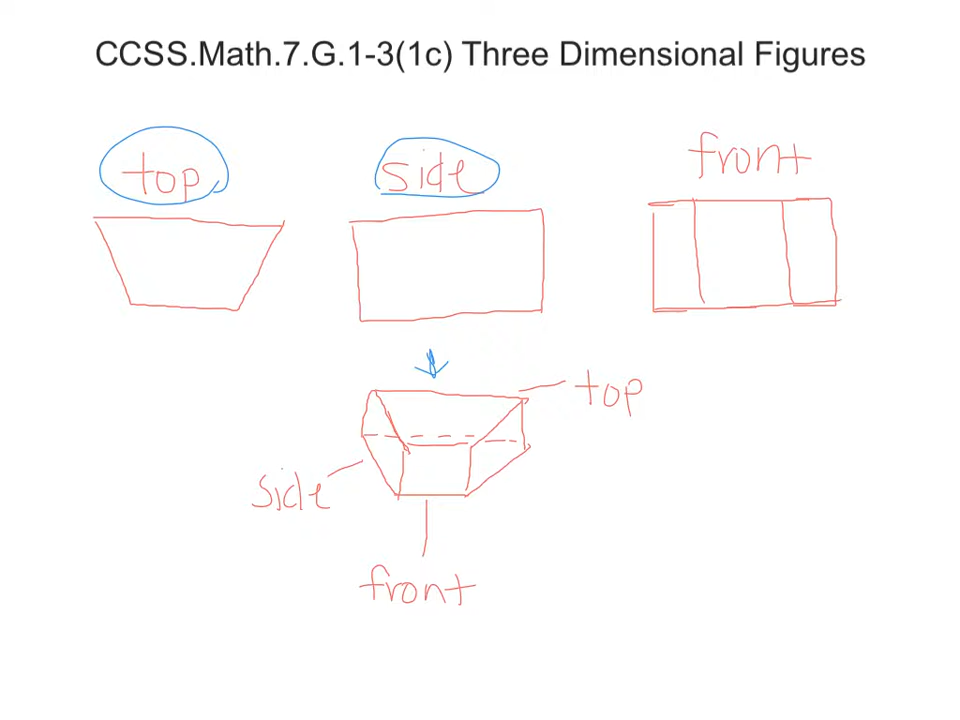 CCSS.Math.7.G.1-3(1c) Three Dimensional Figures
top
side
front
top
side
front